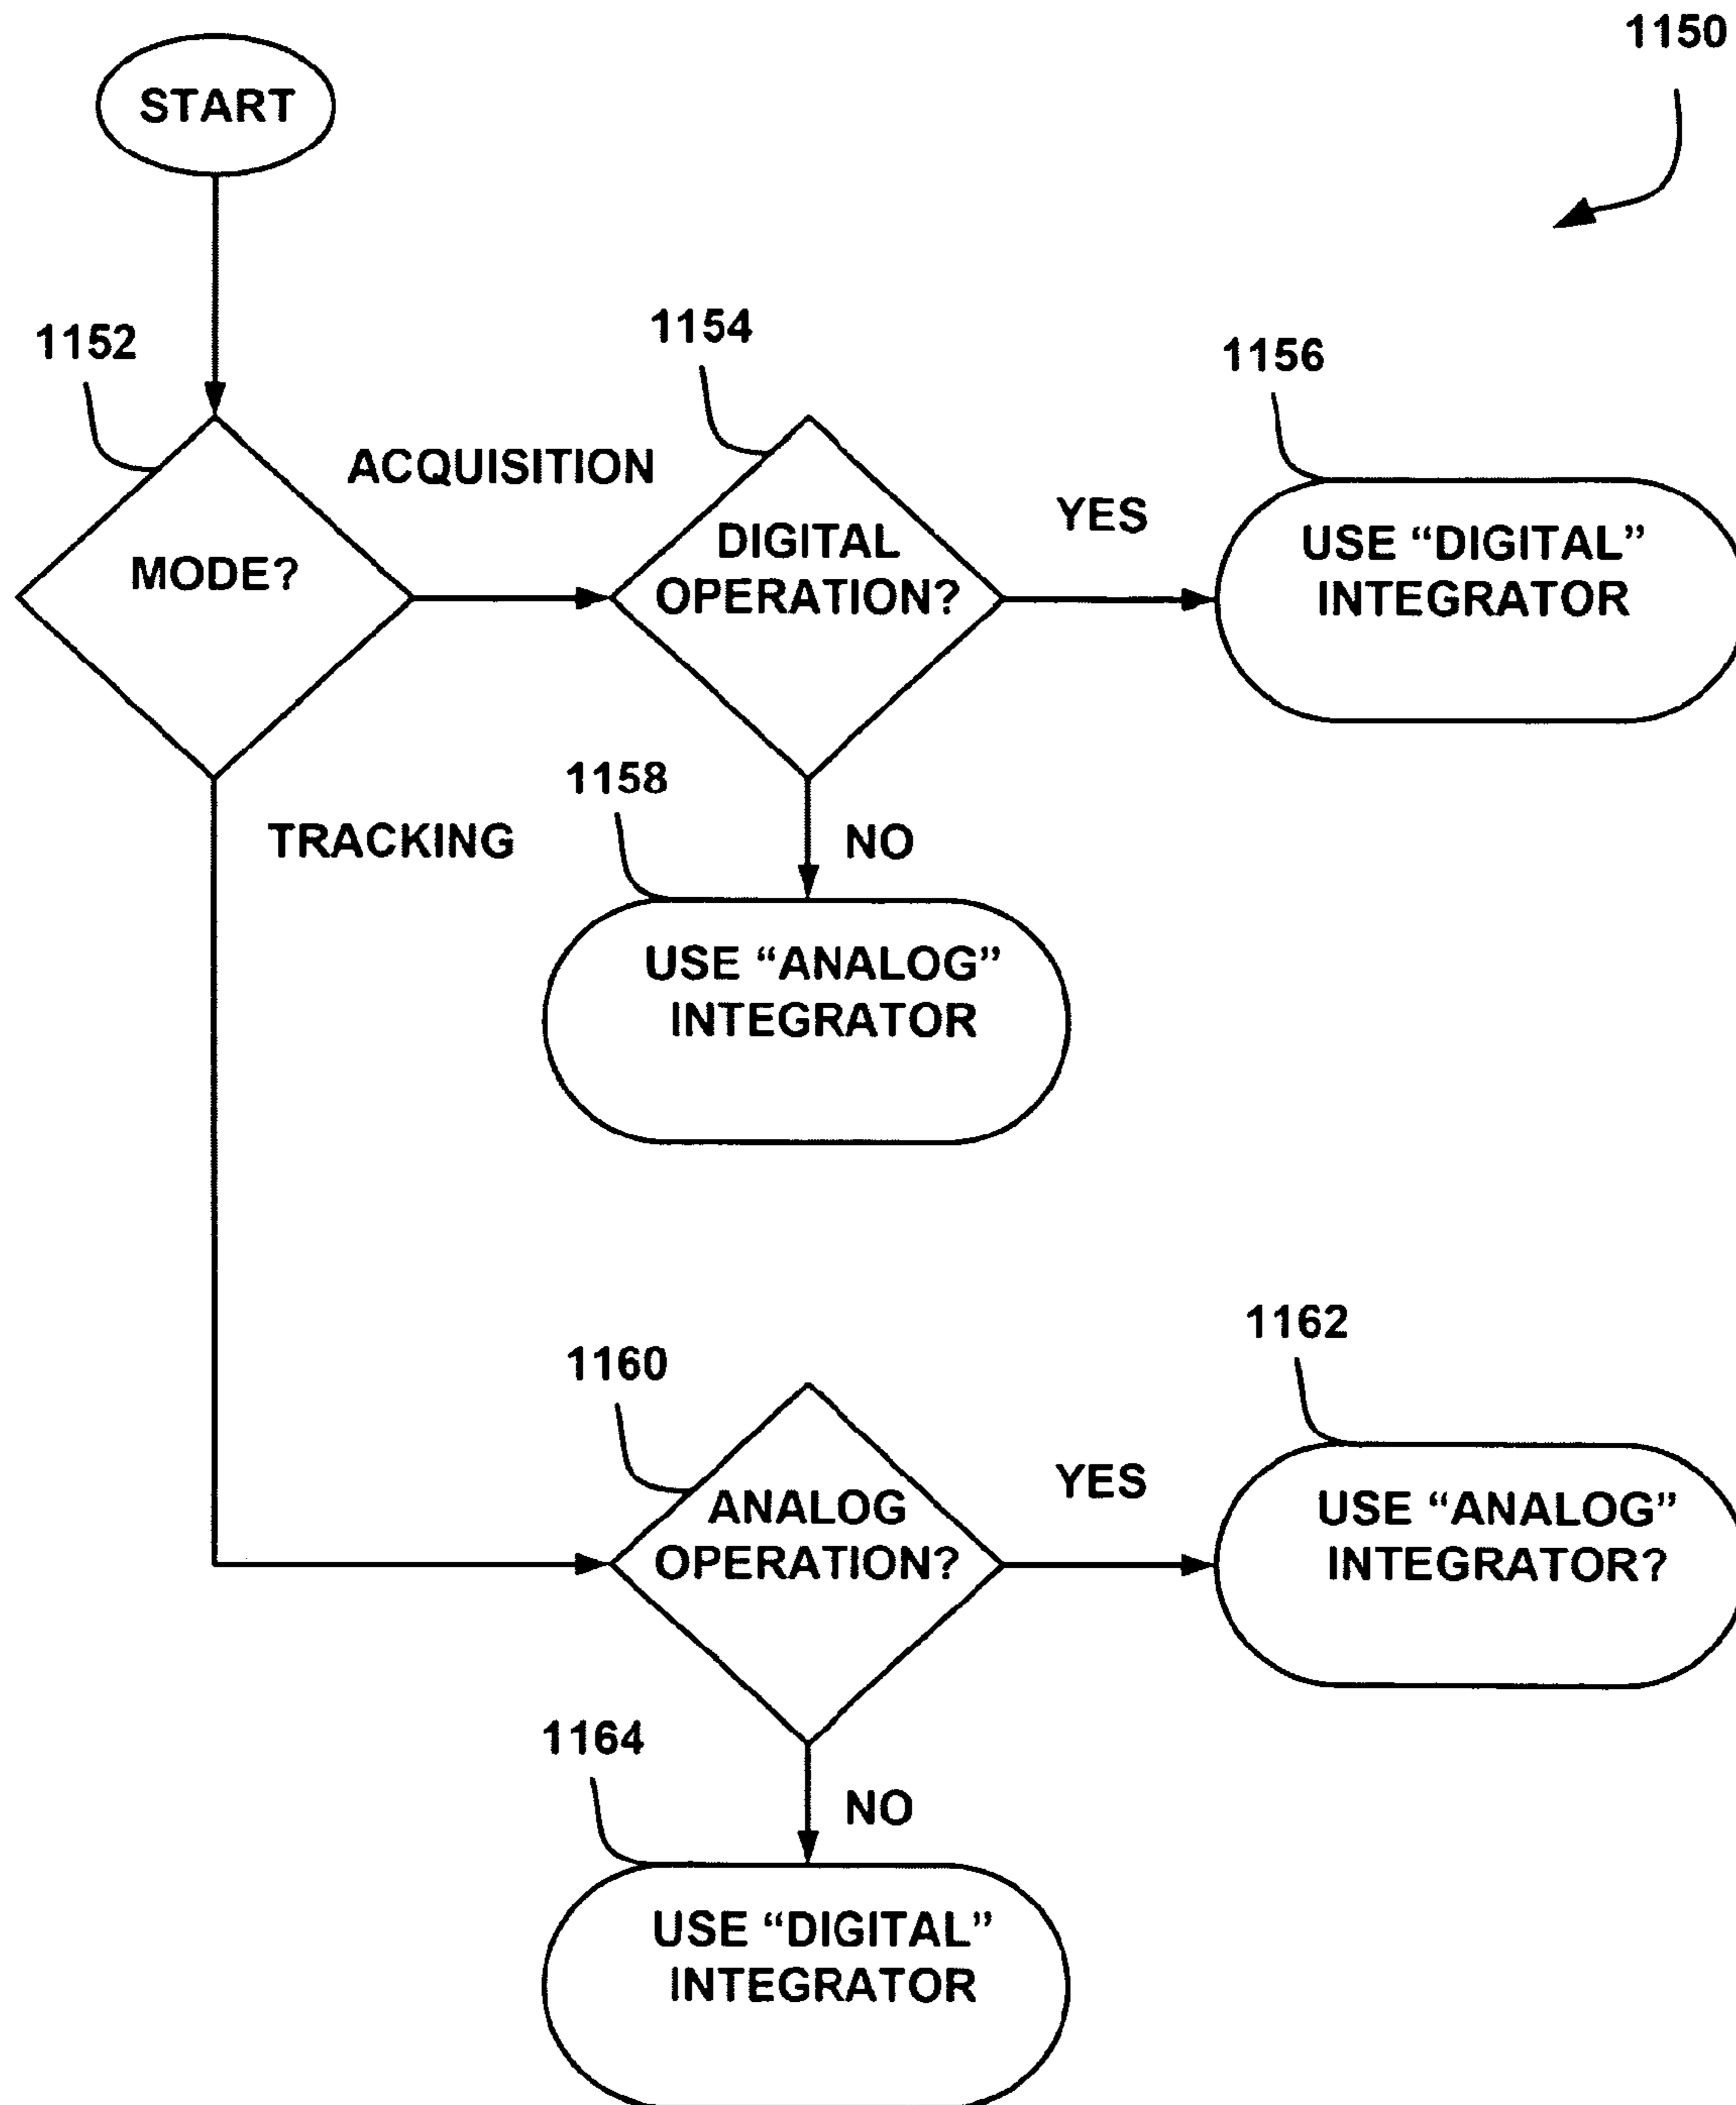 1150
START
1152
1154
1156
ACQUISITION
YES
MODE?
DIGITAL
OPERATION?
USE “DIGITAL”
INTEGRATOR
1158
TRACKING
NO
USE “ANALOG”
INTEGRATOR
1160
1162
YES
ANALOG
OPERATION?
USE “ANALOG”
INTEGRATOR?
1164
NO
USE “DIGITAL”
INTEGRATOR